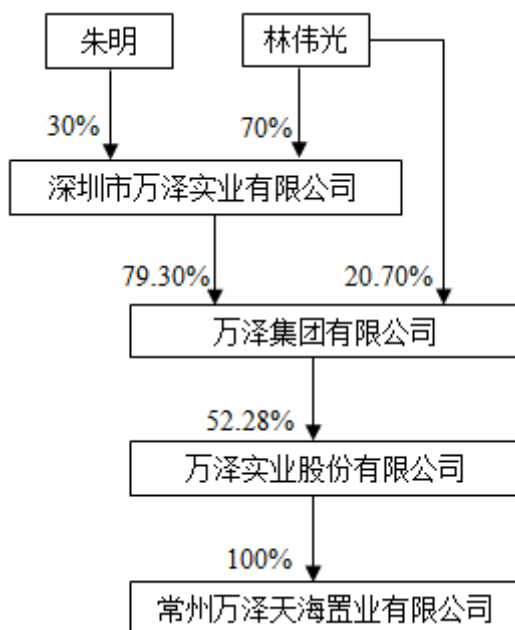 朱明
林伟光
30%
70%
深圳市万泽实业有限公司
79.30%
20.70%
万泽集团有限公司
52.28%
万泽实业股份有限公司
100%
常州万泽天海置业有限公司